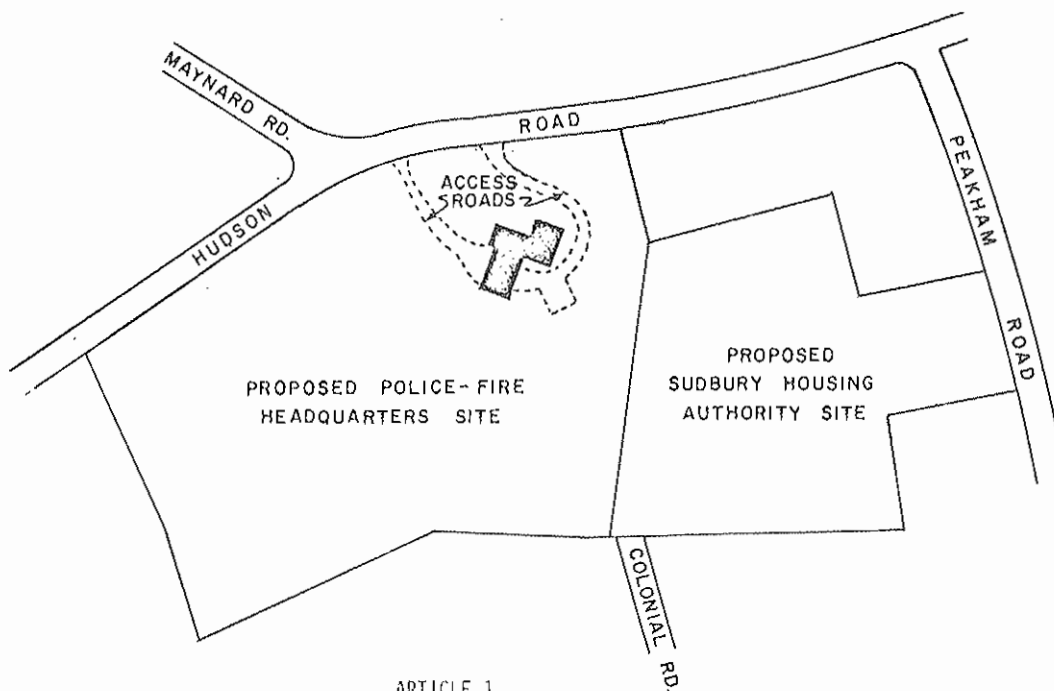 MAYNARD RD.
HUDSON
ROAD
PEAKHAM
ROAD
ACCESS
ROADS
PROPOSED POLICE-FIRE
HEADQUARTERS SITE
PROPOSED
SUDBURY HOUSING
AUTHORITY SITE
COLONIAL RD.
ARTICLE 1